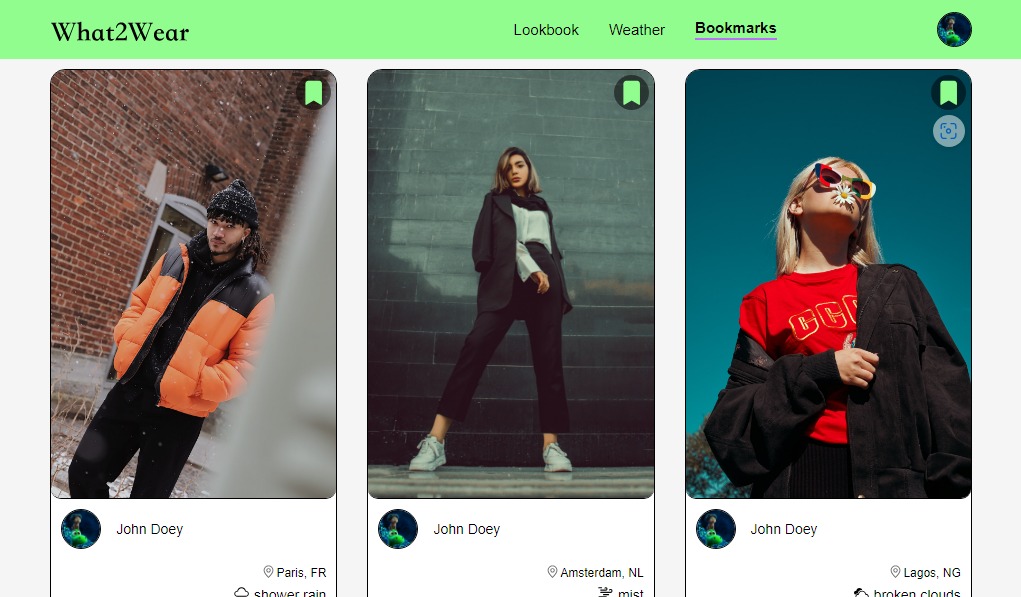 What2Wear
Lookbook
Weather
Bookmarks
CCC
John Doey
Paris, FR
shower rain
John Doey
Amsterdam, NL
mist
John Doey
Lagos, NG
broken clouds